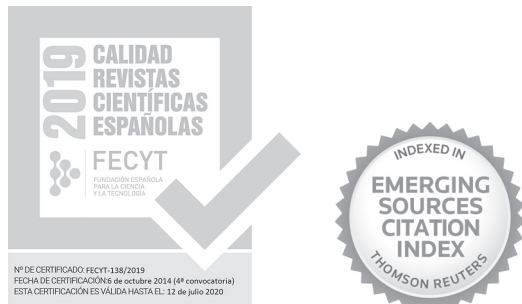 2019
CALIDAD
REVISTAS
CIENTÍFICAS
ESPAÑOLAS
FECYT
FUNDACIÓN ESPAÑOLA
PARA LA CIENCIA
Y LA TECNOLOGÍA
Nº DE CERTIFICADO: FECYT-138/2019
FECHA DE CERTIFICACIÓN:6 de octubre 2014 (4ª convocatoria)
ESTA CERTIFICACIÓN ES VÁLIDA HASTA EL: 12 de julio 2020
INDEXED IN
EMERGING
SOURCES
CITATION
INDEX
THOMSON REUTERS